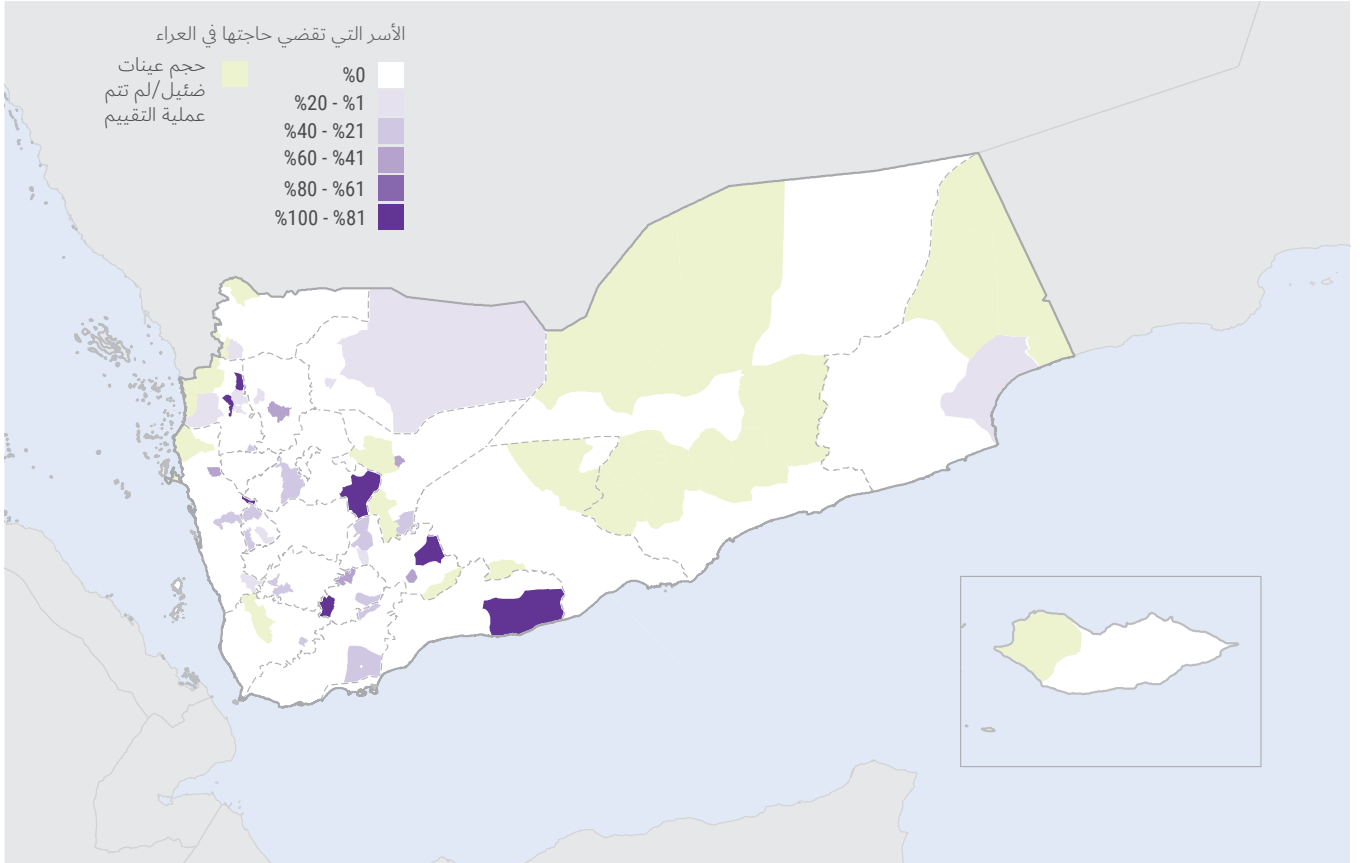 الأسر التي تقضي حاجتها في العراء
%0
%20 - %1
%40 - %21
%60 - %41
%80 - %61
%100 - %81
حجم عينات
ضئيل/لم تتم
عملية التقييم